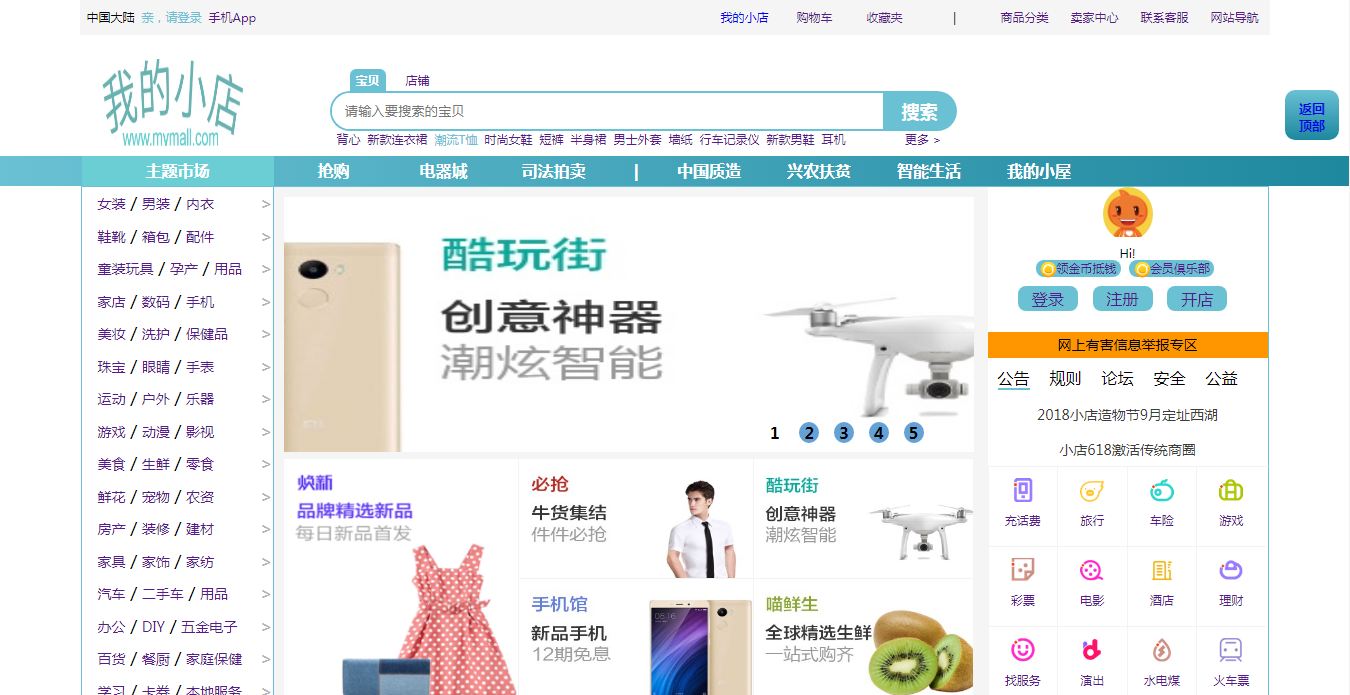 中国大陆 亲，请登录 手机App 我的小店 购物车 收藏夹 | 商品分类 卖家中心 联系客服 网站导航
我的小店
www.mvmall.com
宝贝 店铺
请输入要搜索的宝贝 搜索
背心 新款连衣裙 潮流T恤 时尚女鞋 短裤 半身裙 男士外套 墙纸 行车记录仪 新款男鞋 耳机 更多 >
返回
顶部
主题市场 抢购 电器城 司法拍卖 | 中国质造 兴农扶贫 智能生活 我的小屋
女装 / 男装 / 内衣 >
鞋靴 / 箱包 / 配件 >
童装玩具 / 孕产 / 用品 >
家店 / 数码 / 手机 >
美妆 / 洗护 / 保健品 >
珠宝 / 眼睛 / 手表 >
运动 / 户外 / 乐器 >
游戏 / 动漫 / 影视 >
美食 / 生鲜 / 零食 >
鲜花 / 宠物 / 农资 >
房产 / 装修 / 建材 >
家具 / 家饰 / 家纺 >
汽车 / 二手车 / 用品 >
办公 / DIY / 五金电子 >
百货 / 餐厨 / 家庭保健 >
学习 / 卡券 / 本地服务 >
酷玩街
创意神器
潮炫智能
1 2 3 4 5
焕新
品牌精选新品
每日新品首发
必抢
牛货集结
件件必抢
酷玩街
创意神器
潮炫智能
手机馆
新品手机
12期免息
08:16
喵鲜生
全球精选生鲜
一站式购齐
Hi!
领金币抵钱 会员俱乐部
登录 注册 开店
网上有害信息举报专区
公告 规则 论坛 安全 公益
2018小店造物节9月定址西湖
小店618激活传统商圈
充话费 旅行 车险 游戏
彩票 电影 酒店 理财
找服务 演出 水电煤 火车票